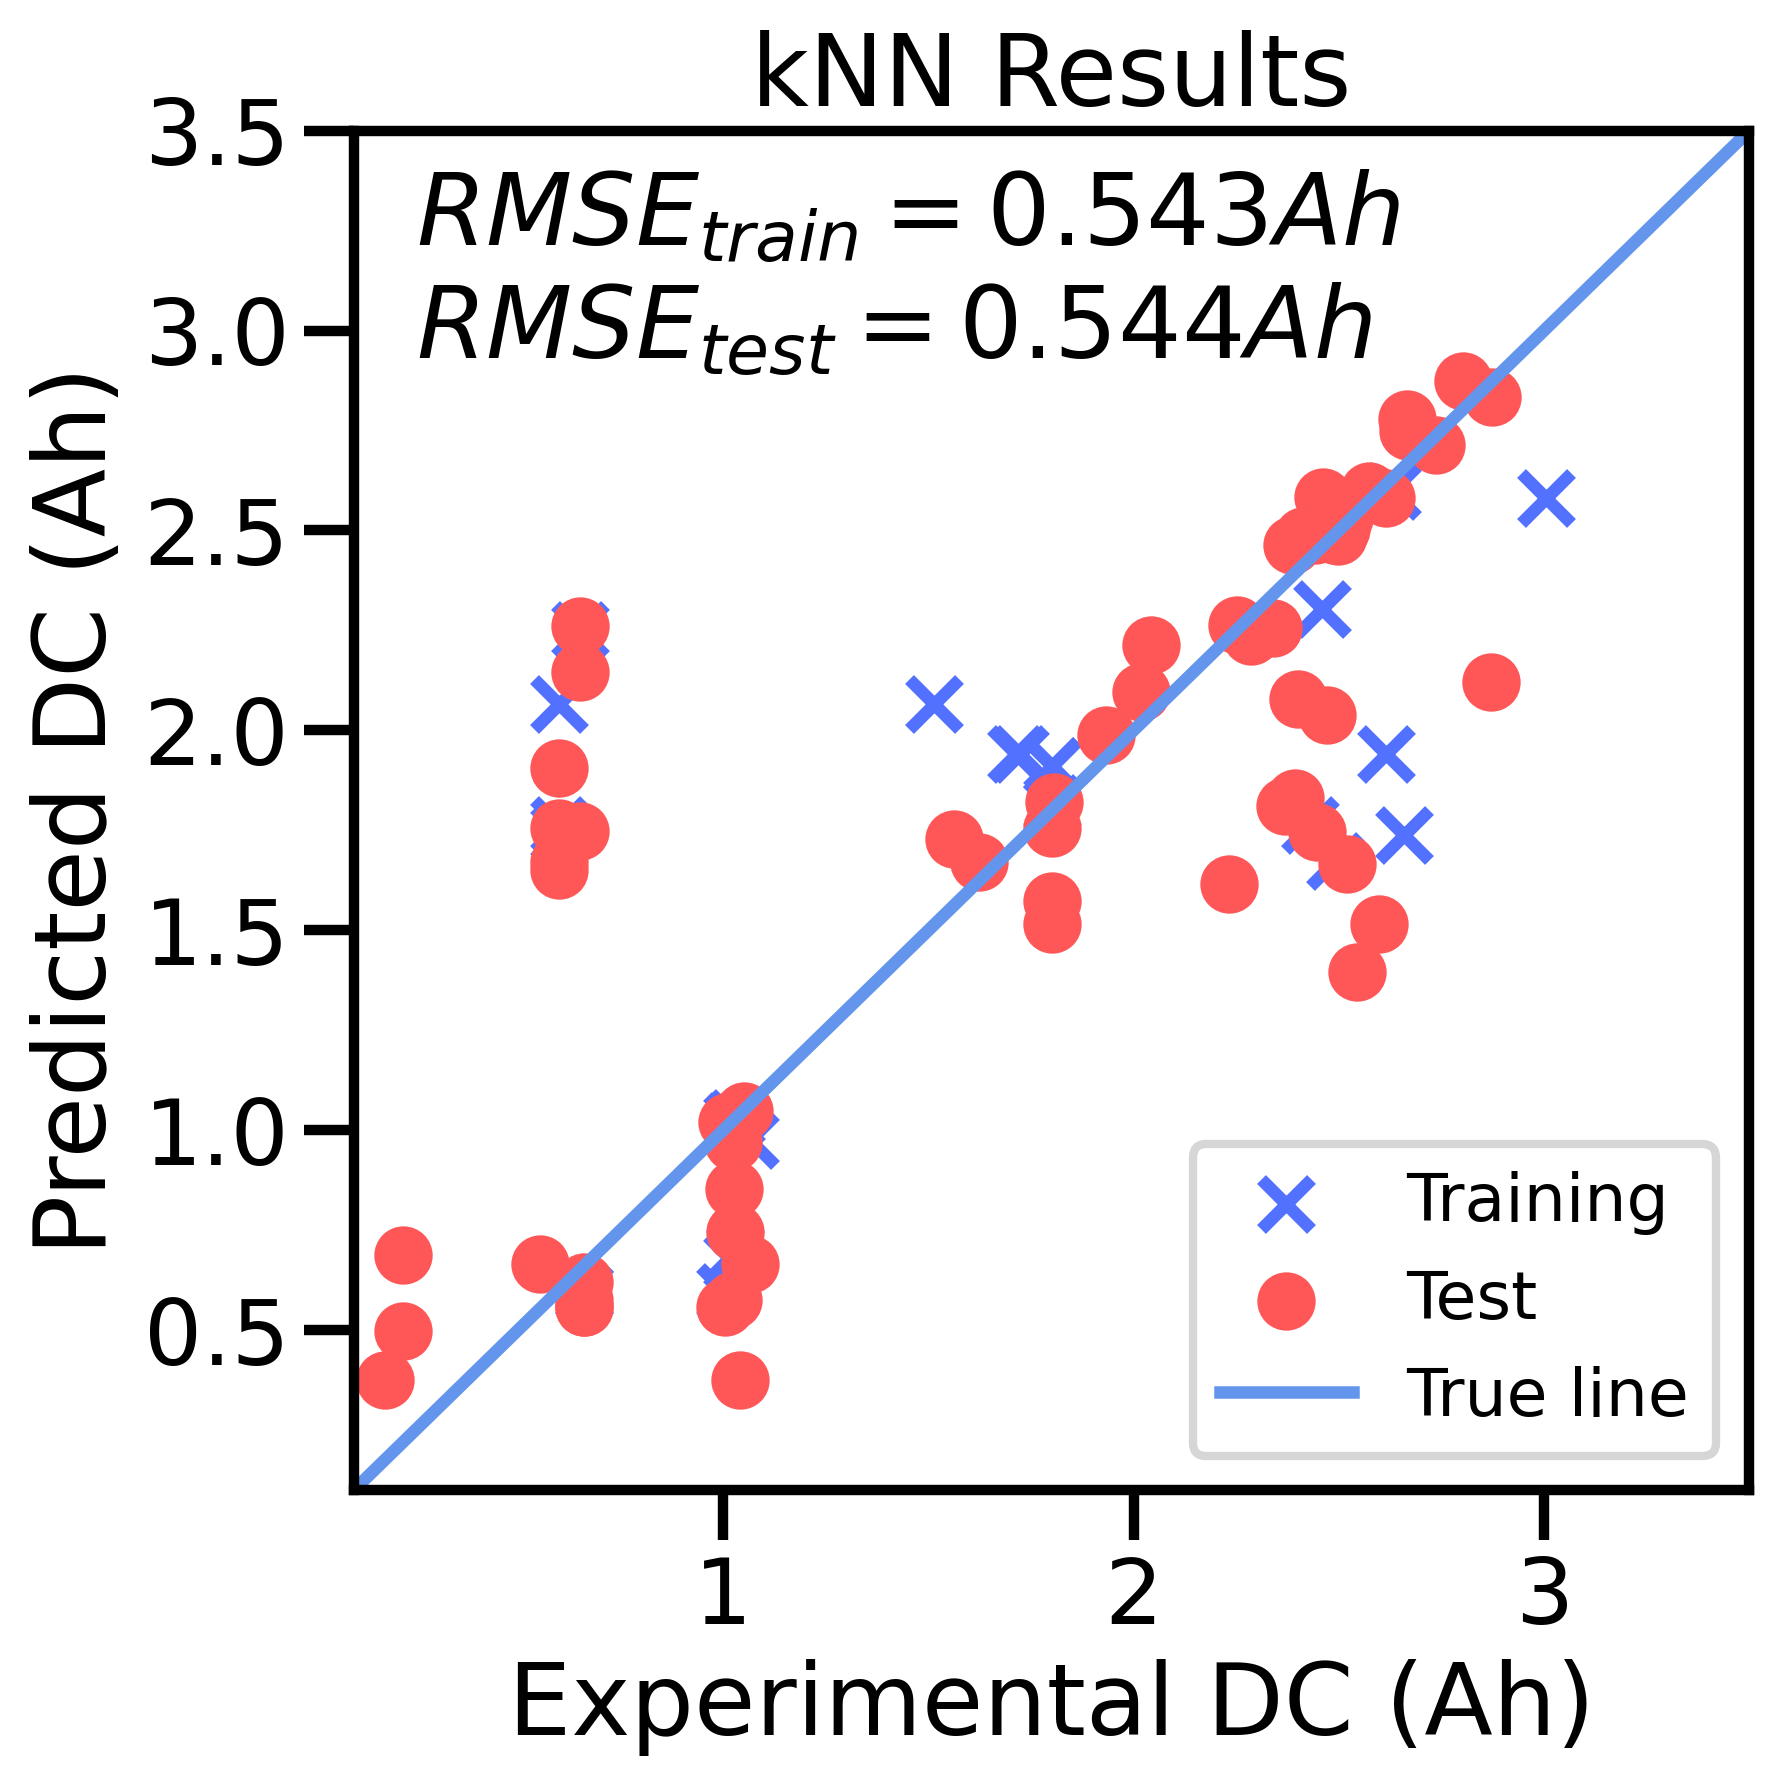 kNN Results
RMSE_train = 0.543Ah
RMSE_test = 0.544Ah
3.5
3.0
2.5
2.0
1.5
1.0
0.5
Predicted DC (Ah)
Training
Test
True line
1 2 3
Experimental DC (Ah)